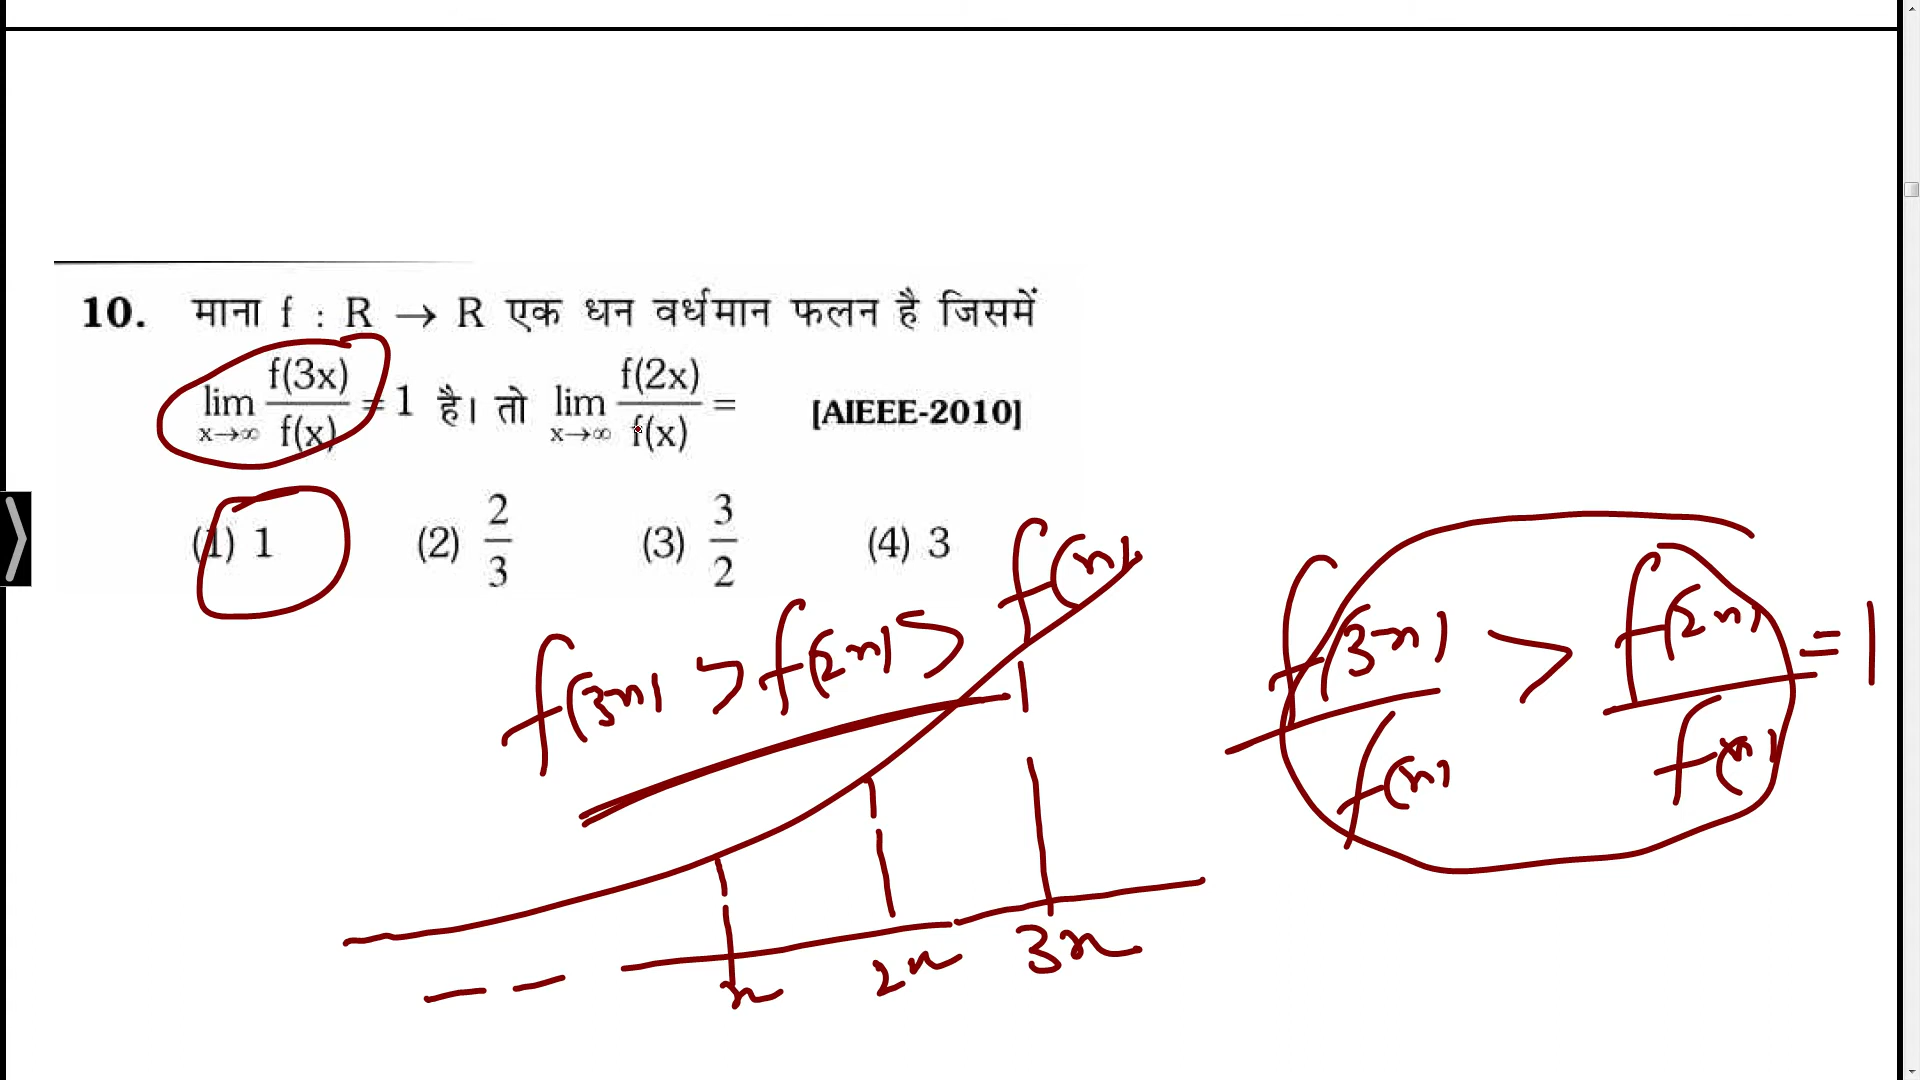 10. माना f : R → R एक धन वर्धमान फलन है जिसमें
lim x→∞ f(3x)/f(x) = 1 है। तो lim x→∞ f(2x)/f(x) = [AIEEE-2010]
(1) 1 (2) 2/3 (3) 3/2 (4) 3
f(3x) > f(2x) > f(x)
f(3x)/f(x) > f(2x)/f(x) = 1
x 2x 3x